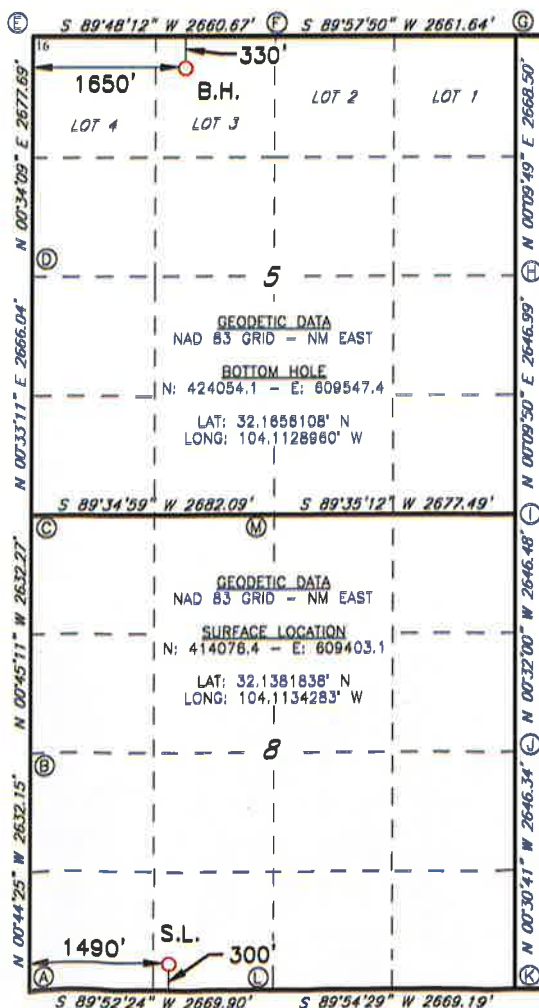 Ⓔ S 89°48'12" W 2660.67' Ⓕ S 89°57'50" W 2661.64' Ⓖ
16
330'
1650'
B.H.
LOT 4 LOT 3 LOT 2 LOT 1
N 00°34'09" E 2677.69'
N 00°09'49" E 2668.50'
Ⓓ
5
Ⓗ
GEODETIC DATA
NAD 83 GRID - NM EAST
BOTTOM HOLE
N: 424054.1 - E: 609547.4
LAT: 32.1656108° N
LONG: 104.1128960° W
N 00°33'11" E 2666.04'
N 00°09'50" E 2646.99'
S 89°34'59" W 2682.09' S 89°35'12" W 2677.49'
Ⓒ Ⓜ Ⓘ
GEODETIC DATA
NAD 83 GRID - NM EAST
SURFACE LOCATION
N: 414076.4 - E: 609403.1
LAT: 32.1381838° N
LONG: 104.1134283° W
N 00°45'11" W 2632.27'
N 00°32'00" W 2646.48'
Ⓑ
8
Ⓙ
N 00°44'25" W 2632.15'
N 00°30'41" W 2646.34'
S.L.
1490'
300'
Ⓐ Ⓛ Ⓚ
S 89°52'24" W 2669.90' S 89°54'29" W 2669.19'